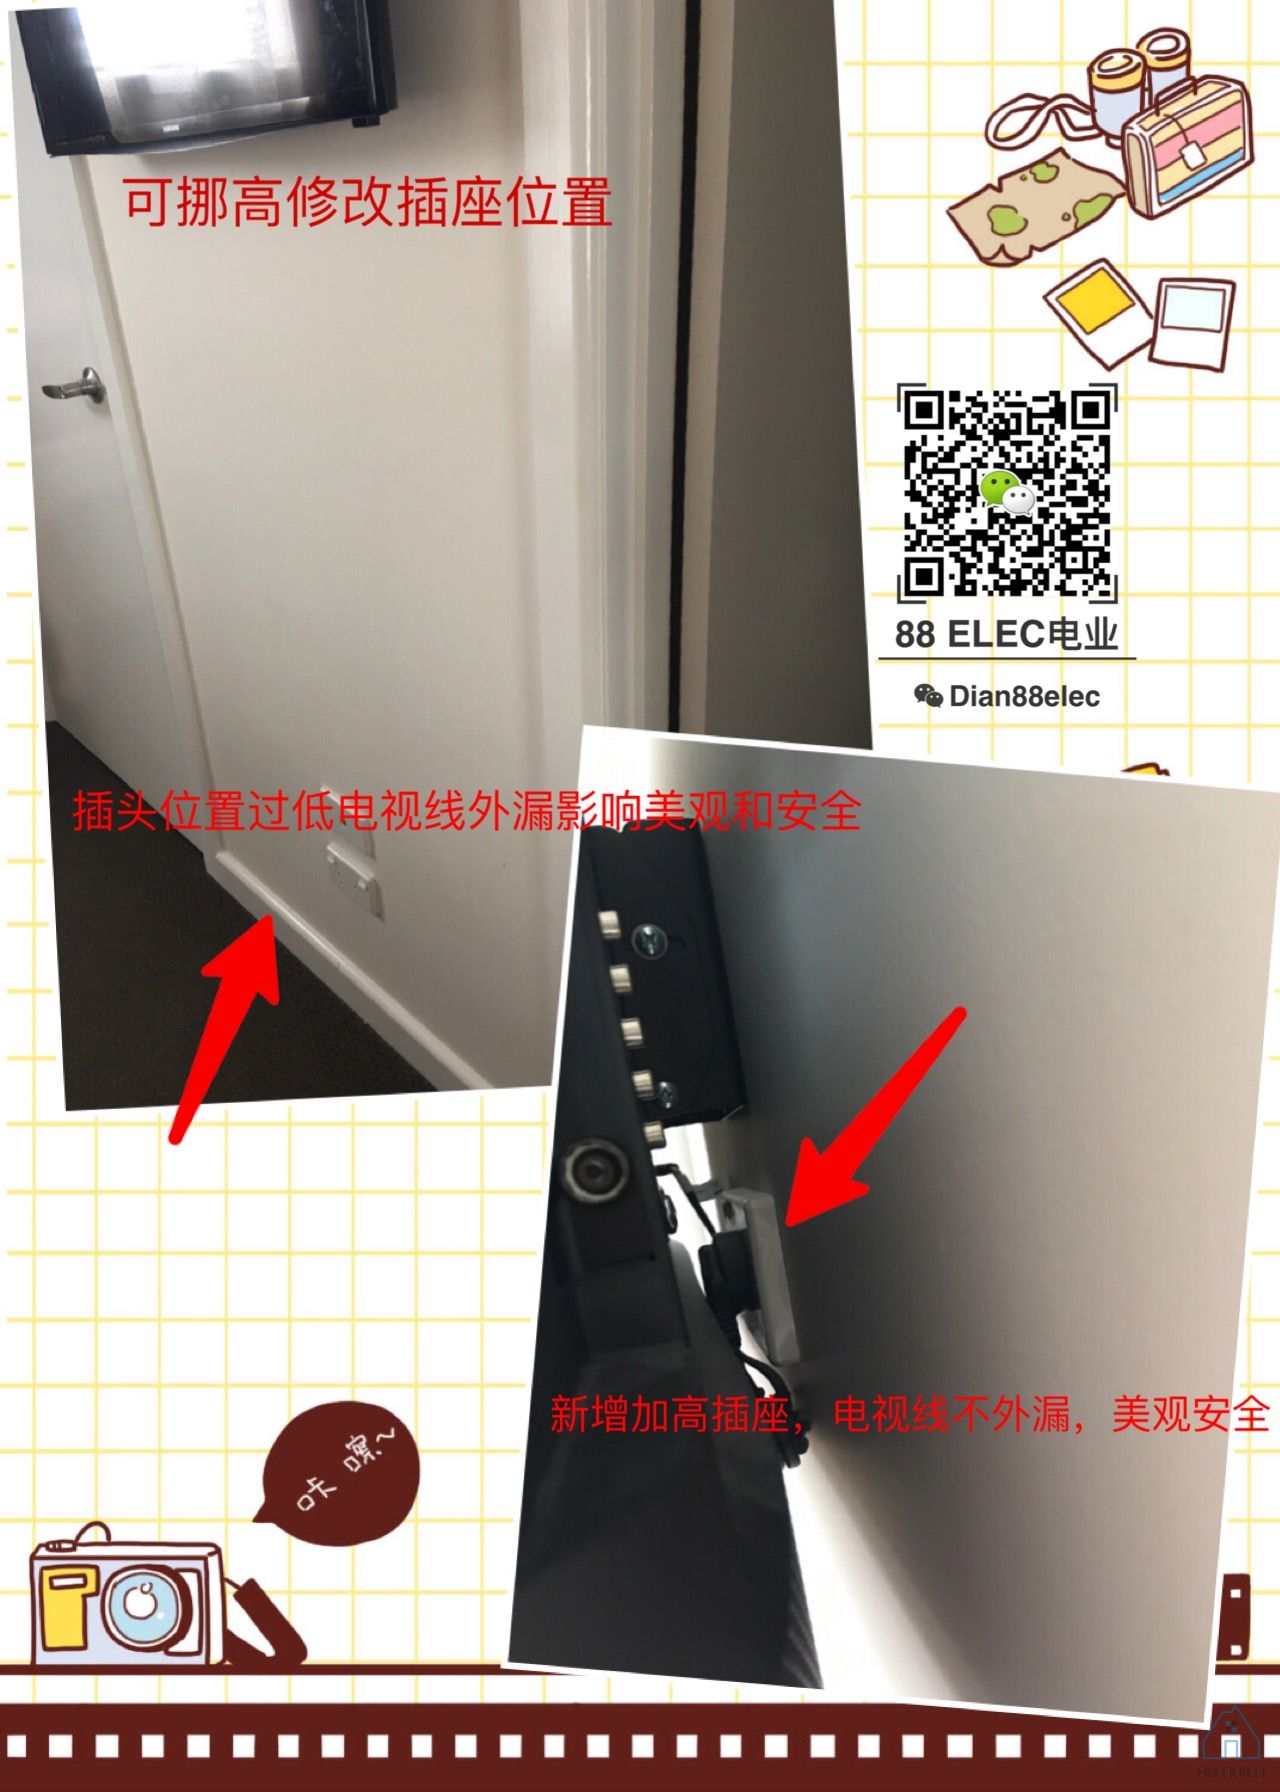 可挪高修改插座位置
88 ELEC电业
Dian88elec
插头位置过低电视线外漏影响美观和安全
新增加高插座，电视线不外漏，美观安全
咔 嚓~
88 BUILD